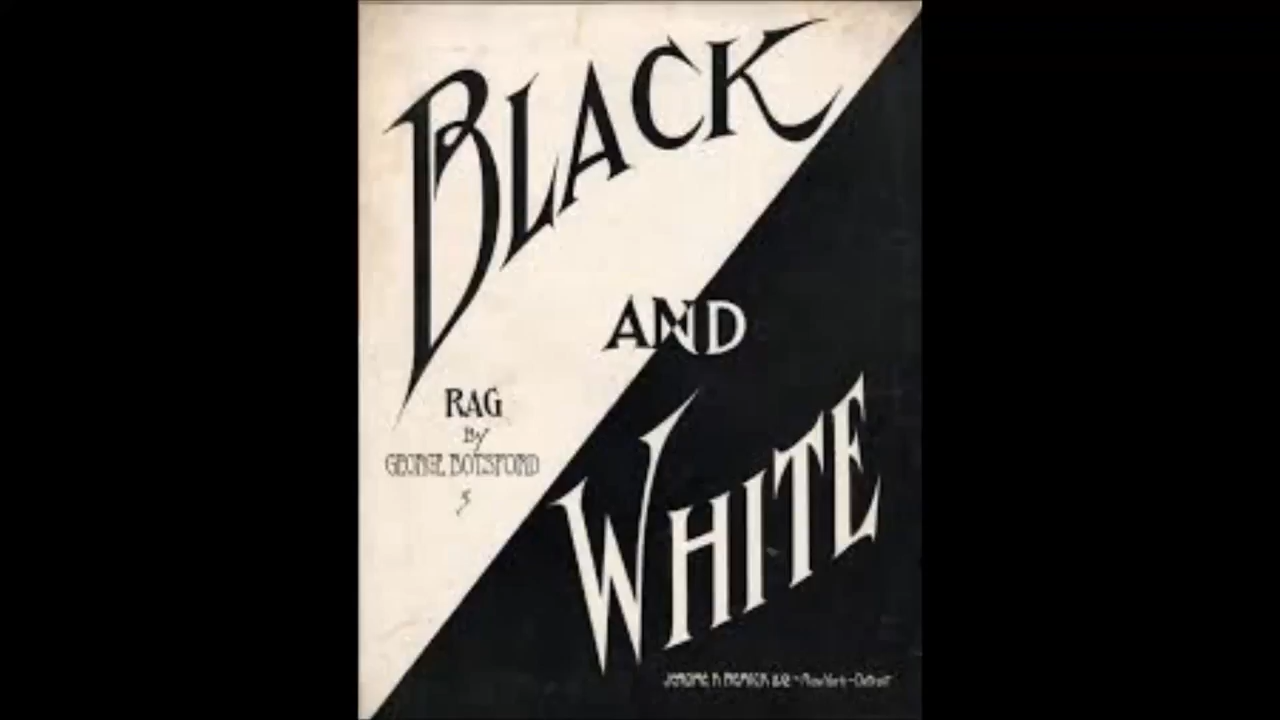 BLACK
AND
WHITE
RAG
By
GEORGE BOTSFORD
JEROME H REMICK & CO - New York - Detroit